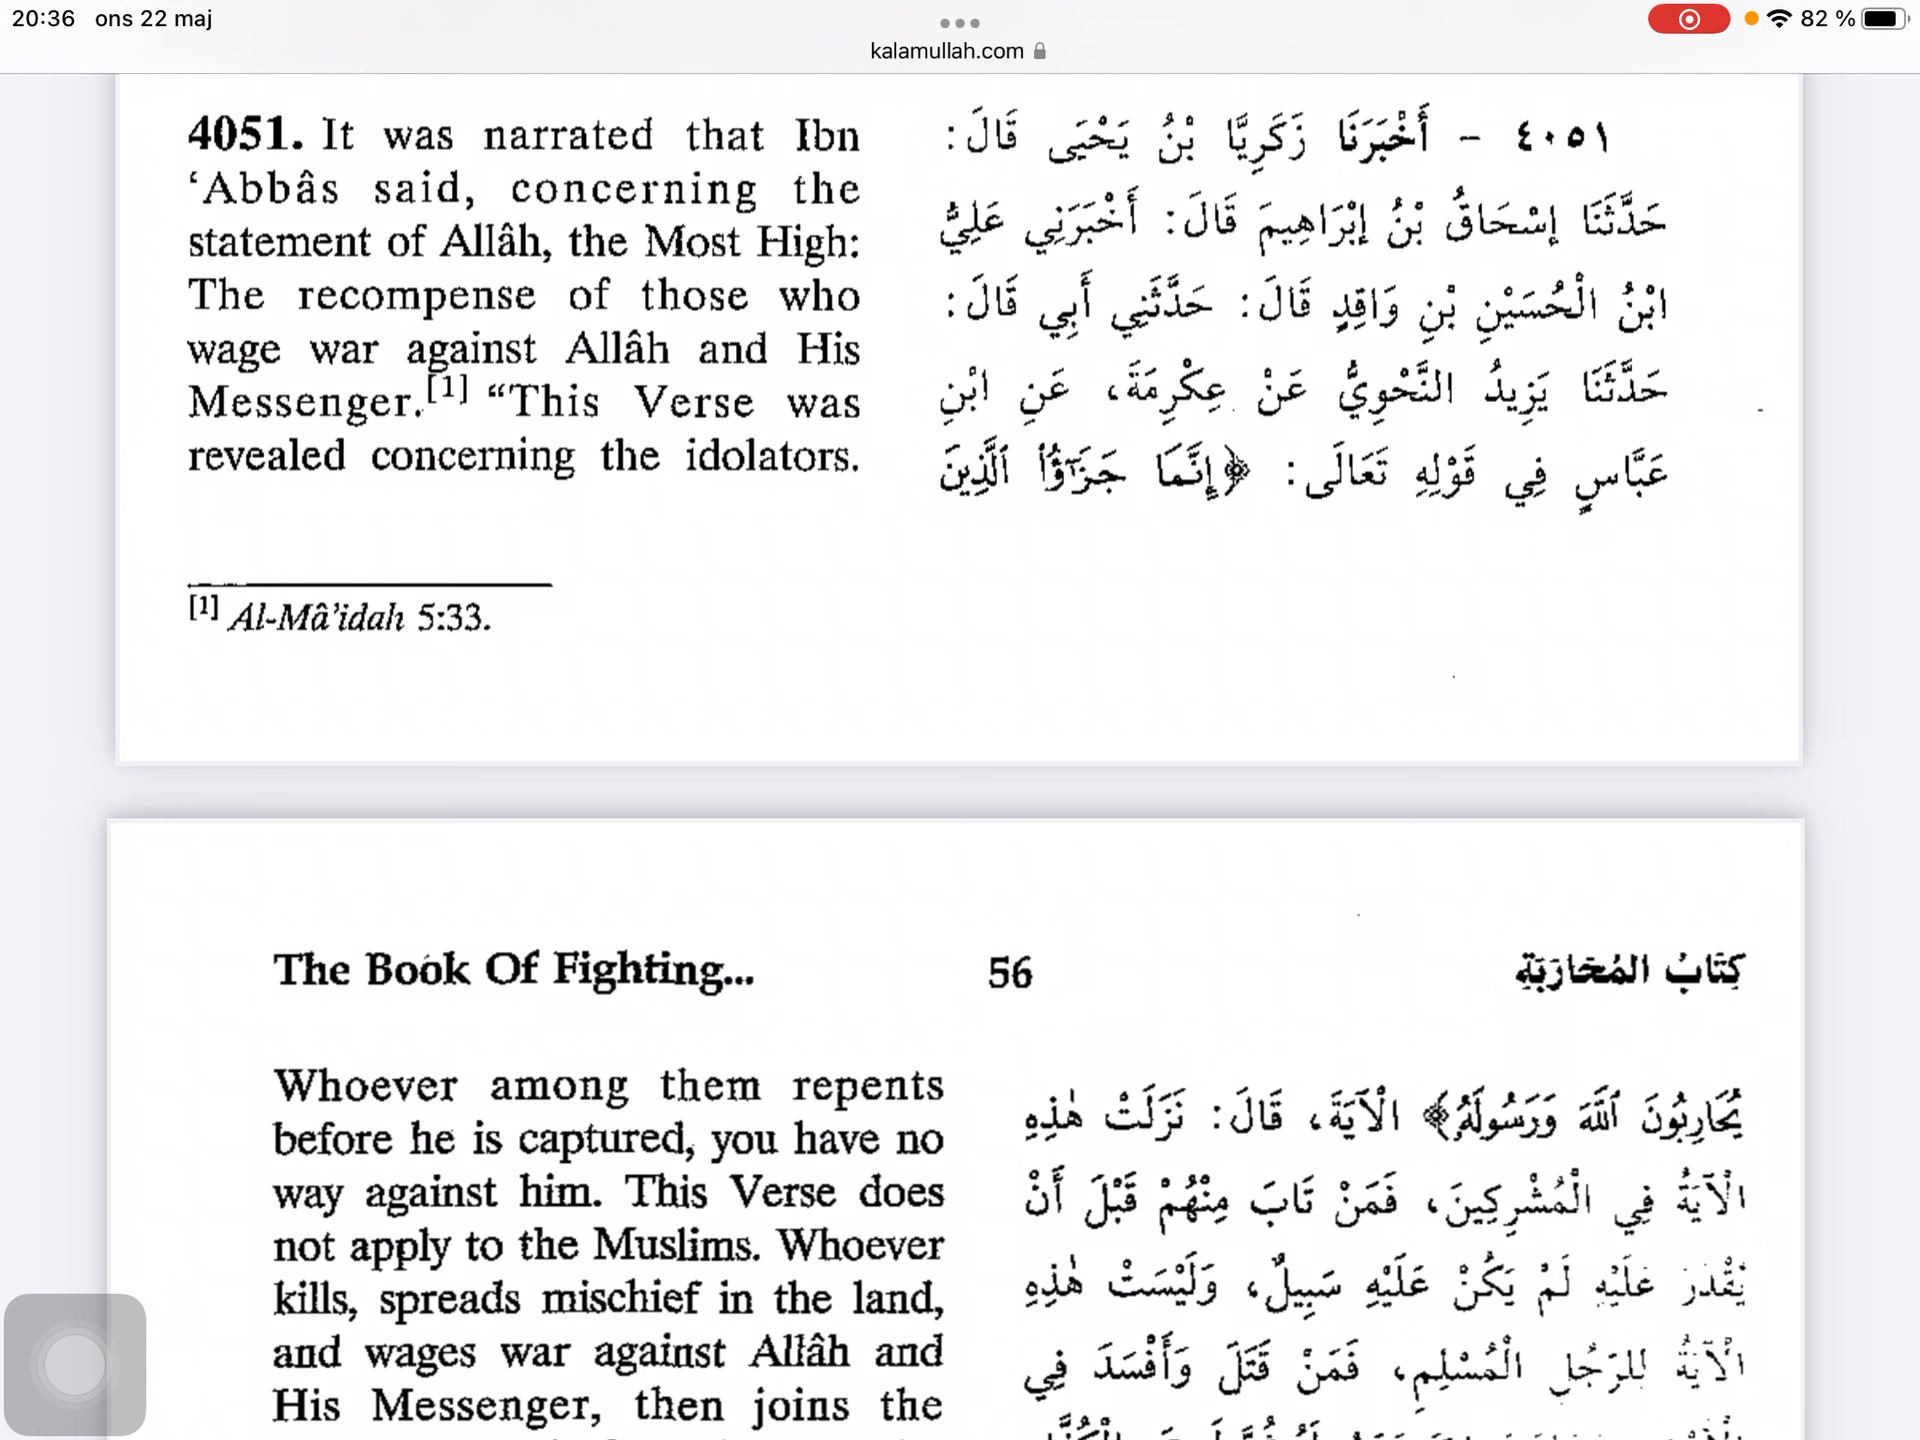 20:36 ons 22 maj
82 %
kalamullah.com
4051. It was narrated that Ibn
‘Abbâs said, concerning the
statement of Allâh, the Most High:
The recompense of those who
wage war against Allâh and His
Messenger.[1] “This Verse was
revealed concerning the idolators.
٤٠٥١ - أَخْبَرَنَا زَكَرِيَّا بْنُ يَحْيَى قَالَ:
حَدَّثَنَا إِسْحَاقُ بْنُ إِبْرَاهِيمَ قَالَ: أَخْبَرَنِي عَلِيُّ
ابْنُ الْحُسَيْنِ بْنِ وَاقِدٍ قَالَ: حَدَّثَنِي أَبِي قَالَ:
حَدَّثَنَا يَزِيدُ النَّحْوِيُّ عَنْ عِكْرِمَةَ، عَنِ ابْنِ
عَبَّاسٍ فِي قَوْلِهِ تَعَالَى: ﴿إِنَّمَا جَزَٰٓؤُا۟ ٱلَّذِينَ
[1] Al-Mâ’idah 5:33.
The Book Of Fighting...
56
كِتَابُ المُحَارَبَةِ
Whoever among them repents
before he is captured, you have no
way against him. This Verse does
not apply to the Muslims. Whoever
kills, spreads mischief in the land,
and wages war against Allâh and
His Messenger, then joins the
يُحَارِبُونَ ٱللَّهَ وَرَسُولَهُۥ﴾ الْآيَةَ، قَالَ: نَزَلَتْ هٰذِهِ
الْآيَةُ فِي الْمُشْرِكِينَ، فَمَنْ تَابَ مِنْهُمْ قَبْلَ أَنْ
يُقْدَرَ عَلَيْهِ لَمْ يَكُنْ عَلَيْهِ سَبِيلٌ، وَلَيْسَتْ هٰذِهِ
الْآيَةُ لِلرَّجُلِ الْمُسْلِمِ، فَمَنْ قَتَلَ وَأَفْسَدَ فِي